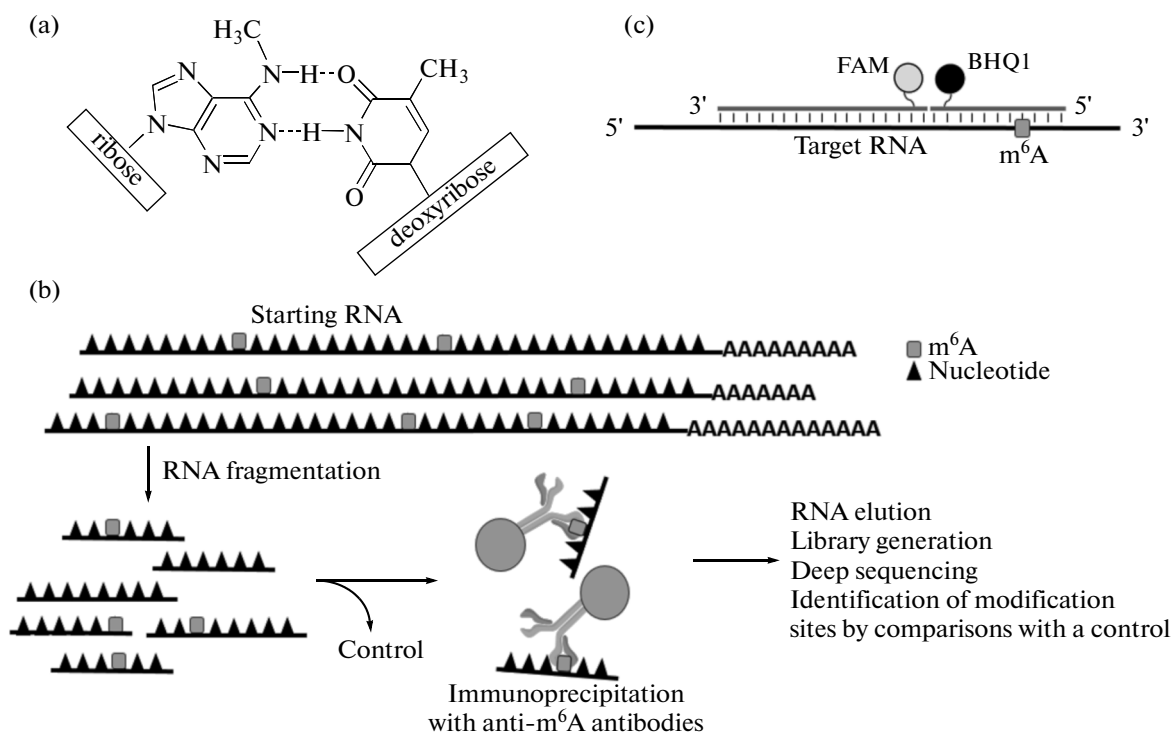 (a)
H₃C
N
N
H
O
CH₃
N
N
N
H
N
O
ribose
deoxyribose
(c)
FAM
BHQ1
3'
5'
5'
3'
Target RNA
m⁶A
(b)
Starting RNA
AAAAAAAAA
m⁶A
Nucleotide
AAAAAAA
AAAAAAAAAAAAA
RNA fragmentation
Control
Immunoprecipitation
with anti-m⁶A antibodies
RNA elution
Library generation
Deep sequencing
Identification of modification
sites by comparisons with a control